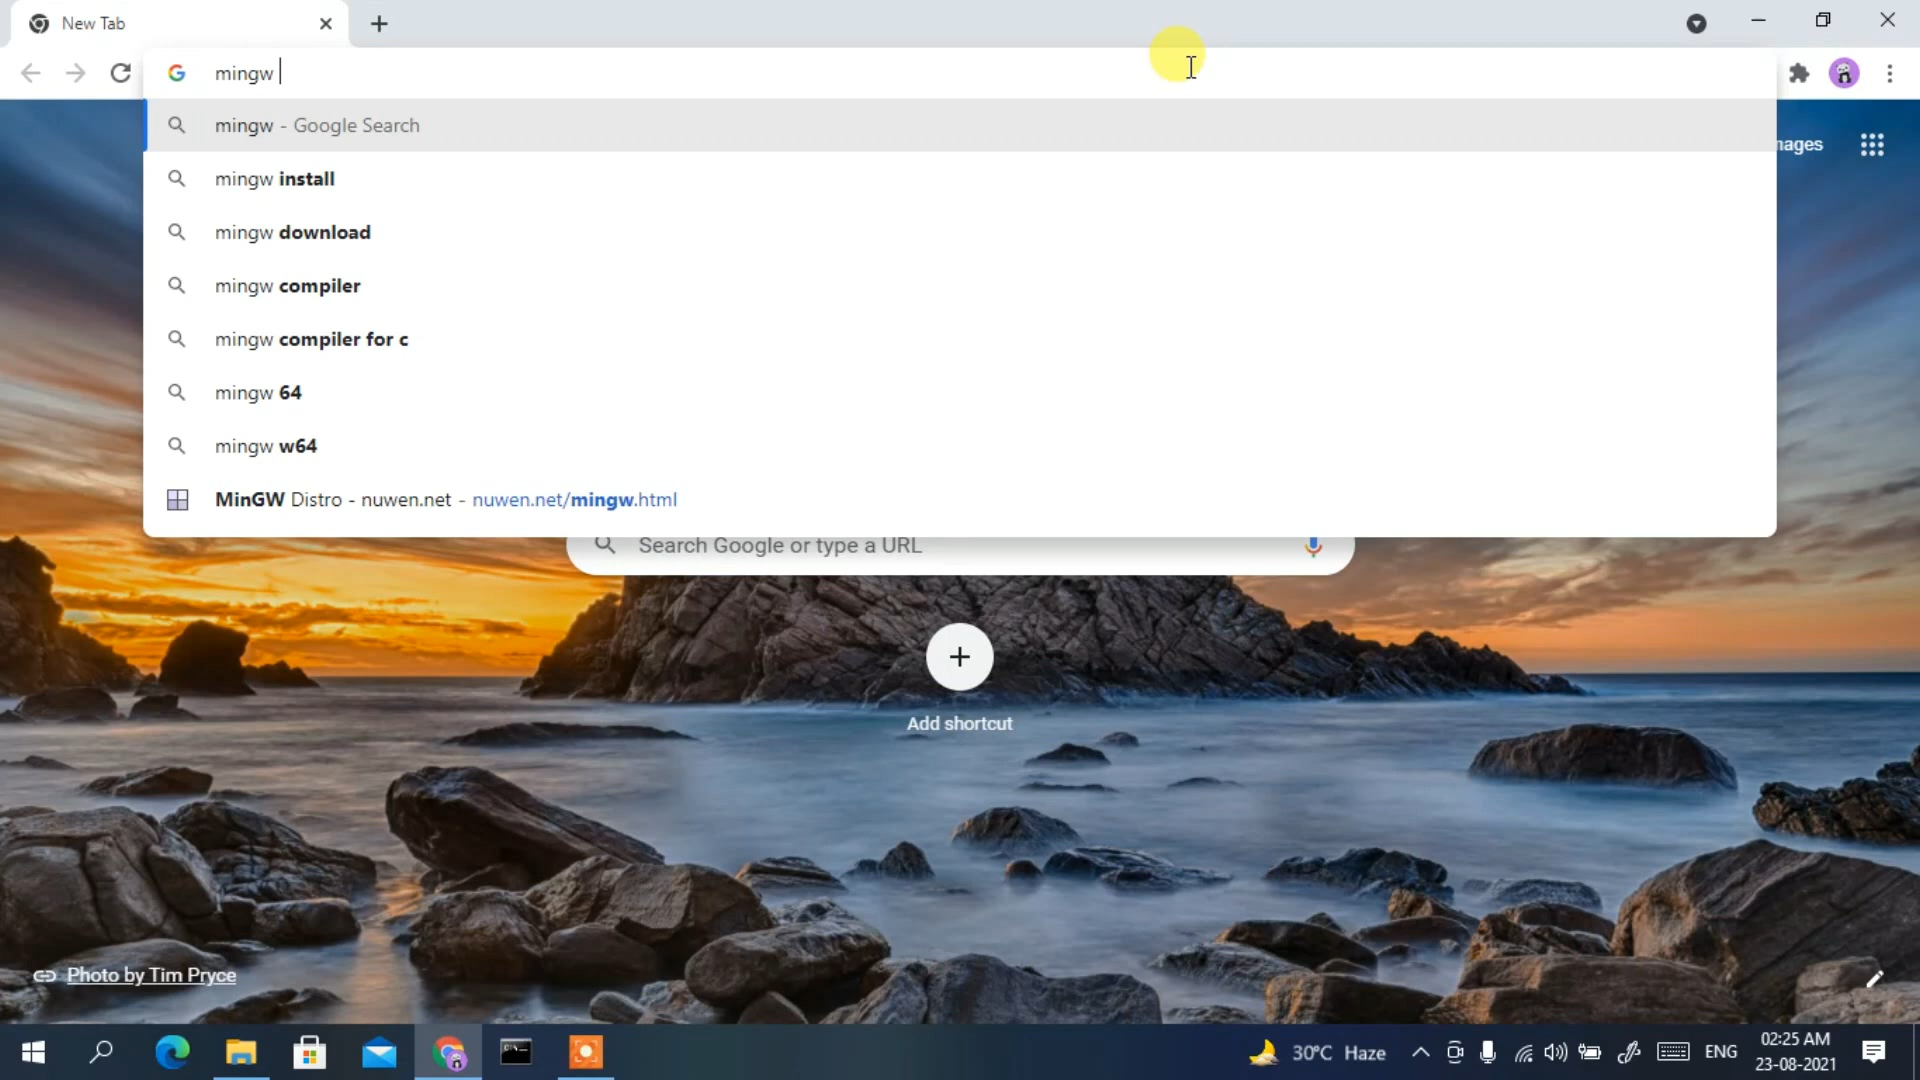 New Tab
mingw
mingw - Google Search
mages
mingw install
mingw download
mingw compiler
mingw compiler for c
mingw 64
mingw w64
MinGW Distro - nuwen.net - nuwen.net/mingw.html
Search Google or type a URL
Add shortcut
Photo by Tim Pryce
30°C Haze
ENG
02:25 AM
23-08-2021